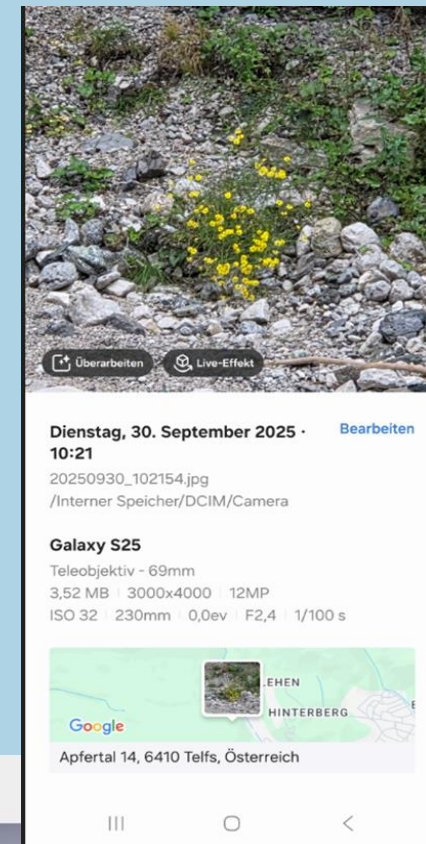 Überarbeiten Live-Effekt
Dienstag, 30. September 2025 · Bearbeiten
10:21
20250930_102154.jpg
/Interner Speicher/DCIM/Camera
Galaxy S25
Teleobjektiv - 69mm
3,52 MB 3000x4000 12MP
ISO 32 230mm 0,0ev F2,4 1/100 s
HINTERBERG
Google
Apfertal 14, 6410 Telfs, Österreich